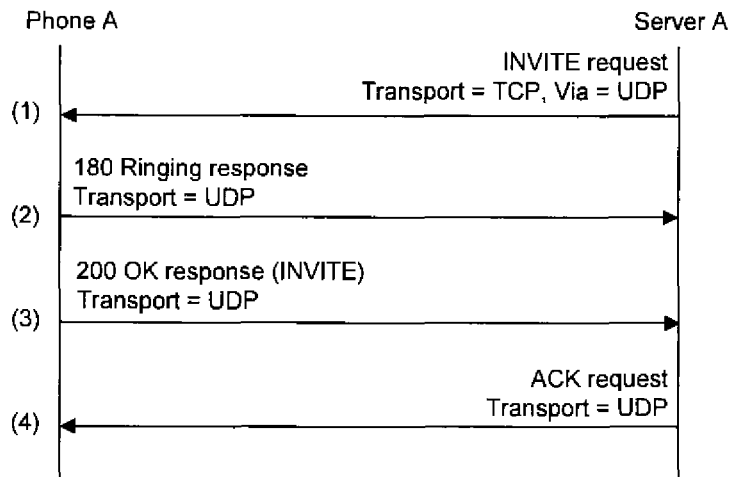 Phone A
Server A
INVITE request
Transport = TCP, Via = UDP
(1)
180 Ringing response
Transport = UDP
(2)
200 OK response (INVITE)
Transport = UDP
(3)
ACK request
Transport = UDP
(4)